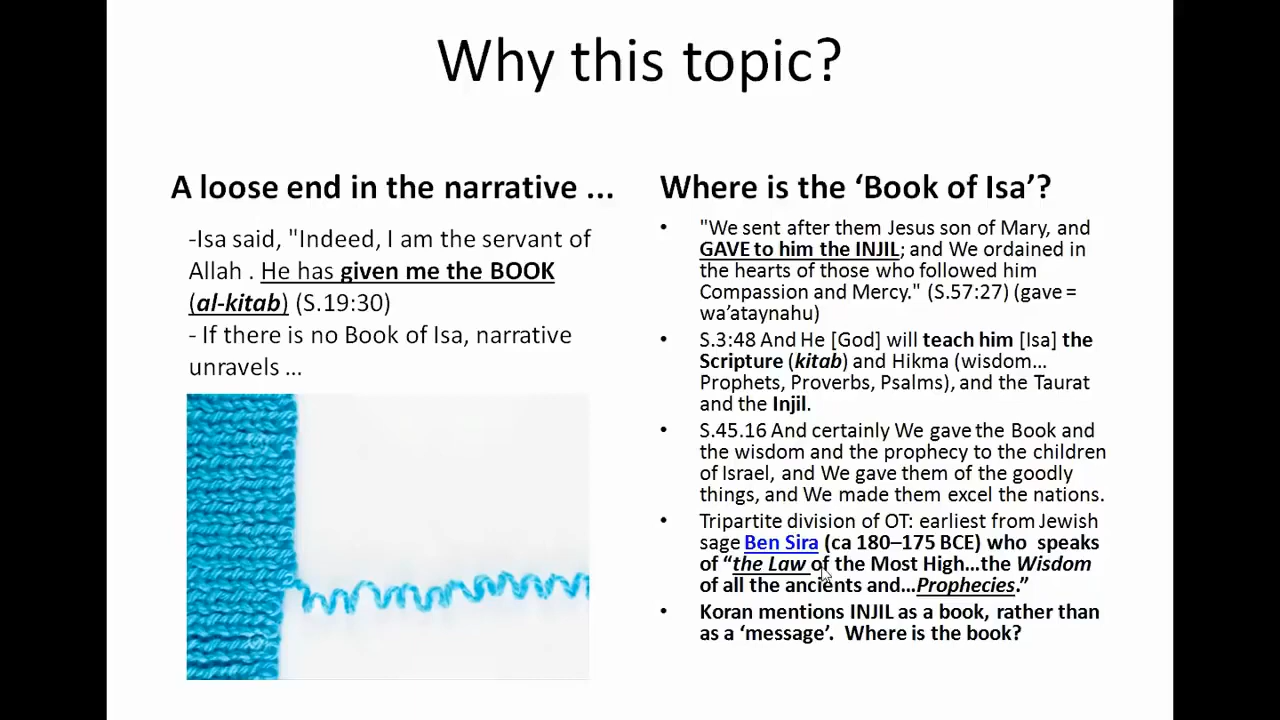 Why this topic?
A loose end in the narrative ...
-Isa said, "Indeed, I am the servant of
Allah . He has given me the BOOK
(al-kitab) (S.19:30)
- If there is no Book of Isa, narrative
unravels ...
Where is the ‘Book of Isa’?
• "We sent after them Jesus son of Mary, and
GAVE to him the INJIL; and We ordained in
the hearts of those who followed him
Compassion and Mercy." (S.57:27) (gave =
wa’ataynahu)
• S.3:48 And He [God] will teach him [Isa] the
Scripture (kitab) and Hikma (wisdom...
Prophets, Proverbs, Psalms), and the Taurat
and the Injil.
• S.45.16 And certainly We gave the Book and
the wisdom and the prophecy to the children
of Israel, and We gave them of the goodly
things, and We made them excel the nations.
• Tripartite division of OT: earliest from Jewish
sage Ben Sira (ca 180–175 BCE) who speaks
of “the Law of the Most High…the Wisdom
of all the ancients and…Prophecies.”
• Koran mentions INJIL as a book, rather than
as a ‘message’. Where is the book?